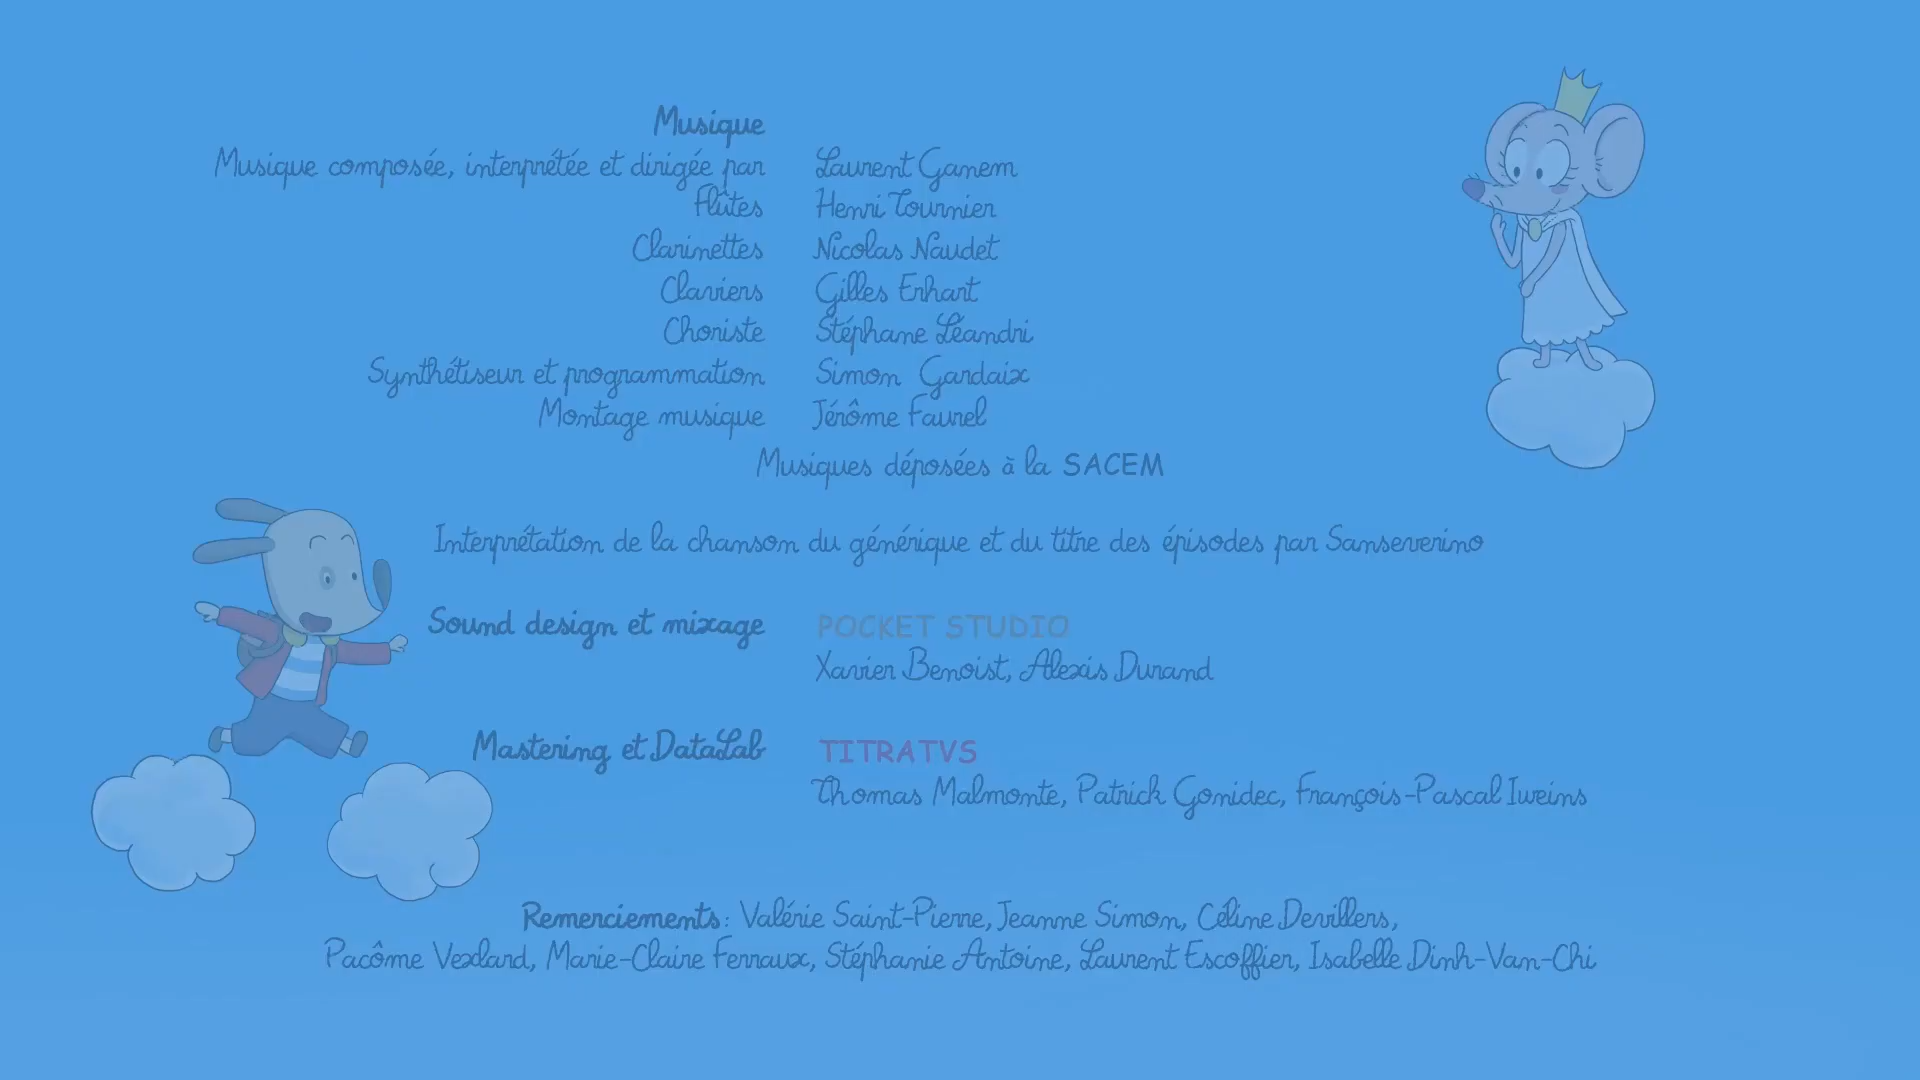 Musique
Musique composée, interprétée et dirigée par Laurent Ganem
Flûtes Henri Tournier
Clarinettes Nicolas Naudet
Claviers Gilles Erhart
Choriste Stéphane Léandri
Synthétiseur et programmation Simon Gardaix
Montage musique Jérôme Faurel
Musiques déposées à la SACEM
Interprétation de la chanson du générique et du titre des épisodes par Sanseverino
Sound design et mixage POCKET STUDIO
Xavier Benoist, Alexis Durand
Mastering et DataLab TITRATVS
Thomas Malmonte, Patrick Gonidec, François-Pascal Iweins
Remerciements : Valérie Saint-Pierre, Jeanne Simon, Céline Devillers,
Pacôme Vexlard, Marie-Claire Ferraux, Stéphanie Antoine, Laurent Escoffier, Isabelle Dinh-Van-Chi